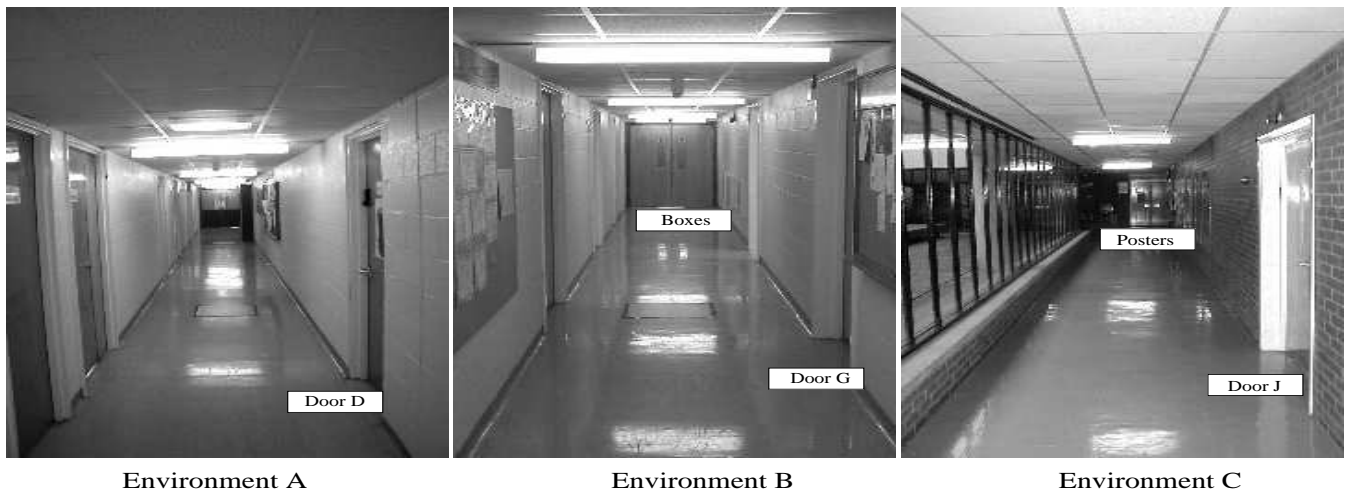 Boxes
Posters
Door D
Door G
Door J
Environment A
Environment B
Environment C